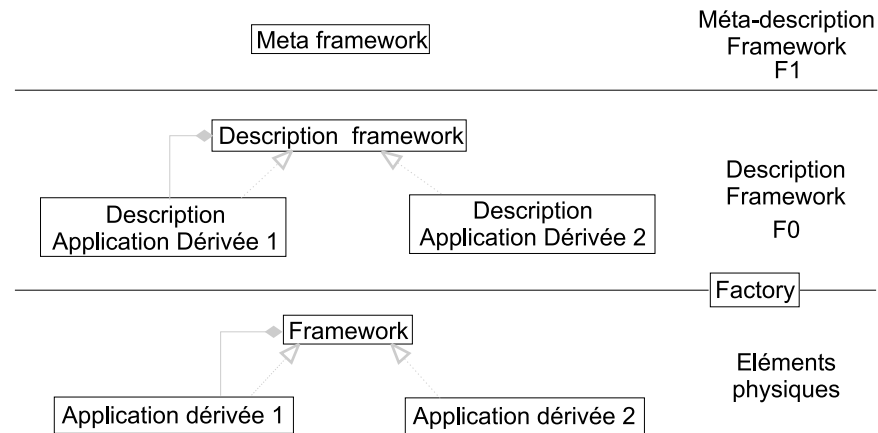 Meta framework
Méta-description
Framework
F1
Description framework
Description
Application Dérivée 1
Description
Application Dérivée 2
Description
Framework
F0
Factory
Framework
Application dérivée 1
Application dérivée 2
Eléments
physiques